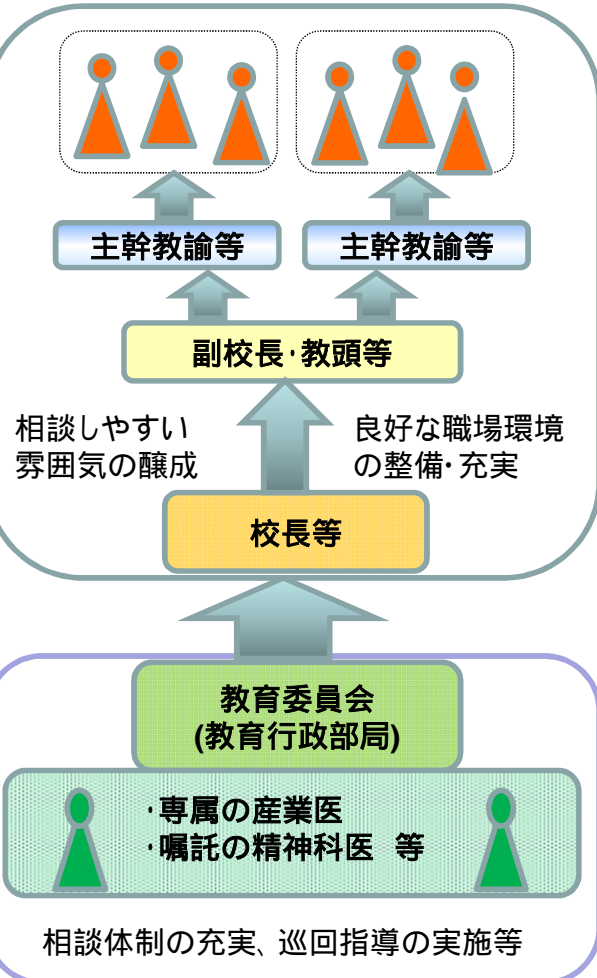 主幹教諭等
主幹教諭等
副校長・教頭等
相談しやすい
雰囲気の醸成
良好な職場環境
の整備・充実
校長等
教育委員会
(教育行政部局)
・専属の産業医
・嘱託の精神科医 等
相談体制の充実、巡回指導の実施等